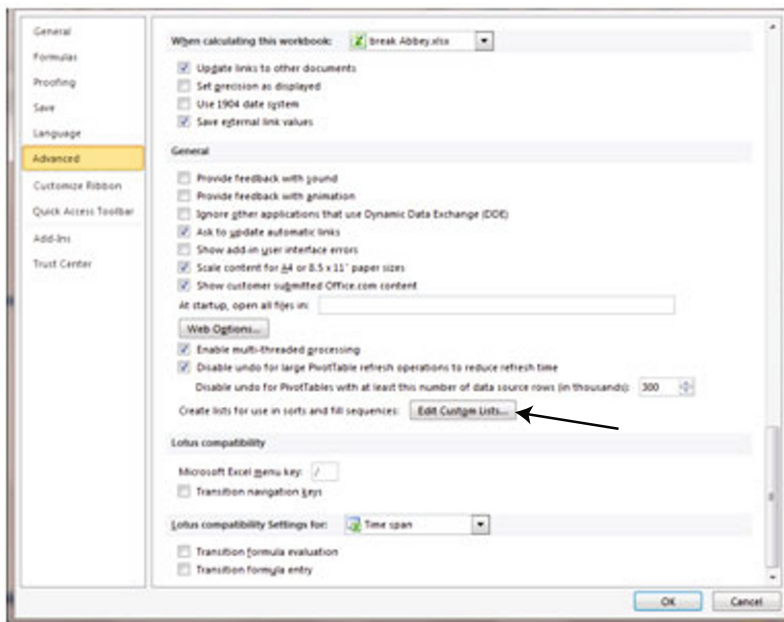 General
Formulas
Proofing
Save
Language
Advanced
Customize Ribbon
Quick Access Toolbar
Add-Ins
Trust Center
When calculating this workbook: break Abbey.xlsx
Update links to other documents
Set precision as displayed
Use 1904 date system
Save external link values
General
Provide feedback with sound
Provide feedback with animation
Ignore other applications that use Dynamic Data Exchange (DDE)
Ask to update automatic links
Show add-in user interface errors
Scale content for A4 or 8.5 x 11" paper sizes
Show customer submitted Office.com content
At startup, open all files in:
Web Options...
Enable multi-threaded processing
Disable undo for large PivotTable refresh operations to reduce refresh time
Disable undo for PivotTables with at least this number of data source rows (in thousands): 300
Create lists for use in sorts and fill sequences: Edit Custom Lists...
Lotus compatibility
Microsoft Excel menu key: /
Transition navigation keys
Lotus compatibility Settings for: Time span
Transition formula evaluation
Transition formula entry
OK Cancel